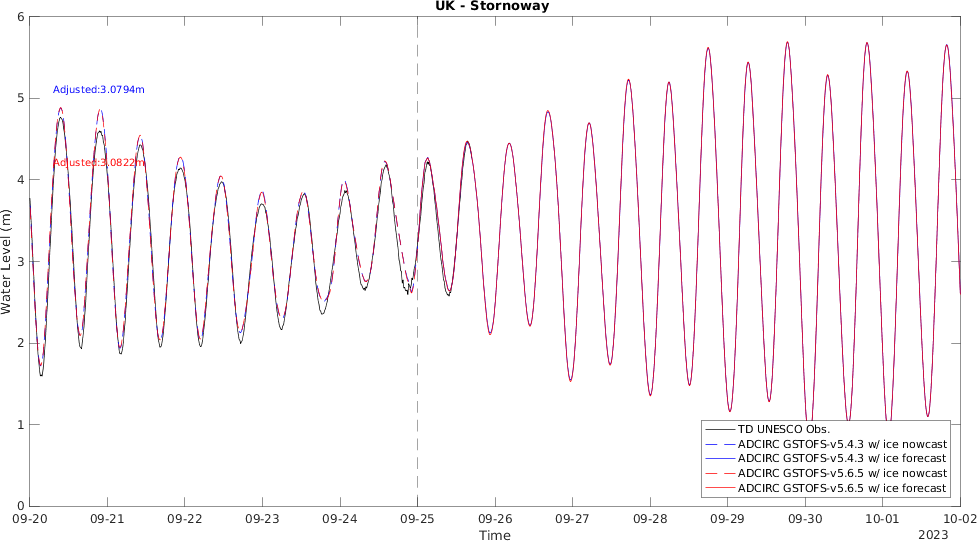 UK - Stornoway
6
5
4
3
2
1
0
Water Level (m)
Adjusted:3.0794m
Adjusted:3.0822m
TD UNESCO Obs.
ADCIRC GSTOFS-v5.4.3 w/ ice nowcast
ADCIRC GSTOFS-v5.4.3 w/ ice forecast
ADCIRC GSTOFS-v5.6.5 w/ ice nowcast
ADCIRC GSTOFS-v5.6.5 w/ ice forecast
09-20 09-21 09-22 09-23 09-24 09-25 09-26 09-27 09-28 09-29 09-30 10-01 10-02
Time
2023